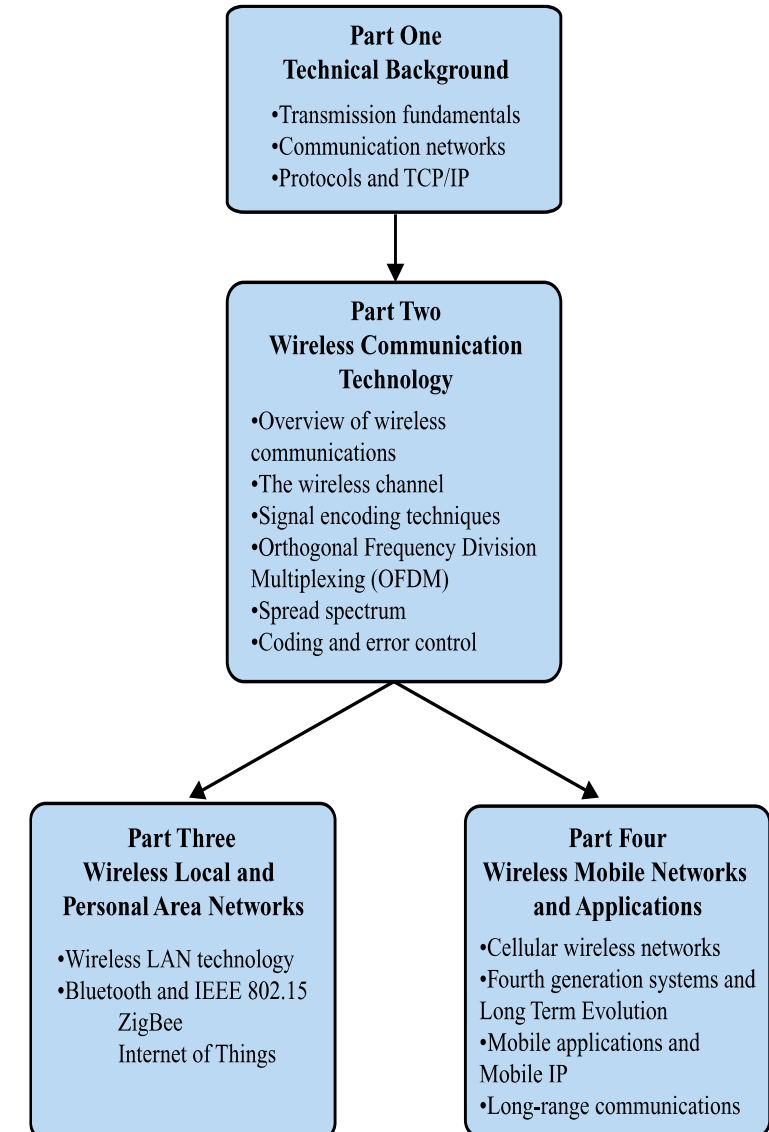 Part One
Technical Background
•Transmission fundamentals
•Communication networks
•Protocols and TCP/IP
Part Two
Wireless Communication
Technology
•Overview of wireless
communications
•The wireless channel
•Signal encoding techniques
•Orthogonal Frequency Division
Multiplexing (OFDM)
•Spread spectrum
•Coding and error control
Part Three
Wireless Local and
Personal Area Networks
•Wireless LAN technology
•Bluetooth and IEEE 802.15
ZigBee
Internet of Things
Part Four
Wireless Mobile Networks
and Applications
•Cellular wireless networks
•Fourth generation systems and
Long Term Evolution
•Mobile applications and
Mobile IP
•Long-range communications